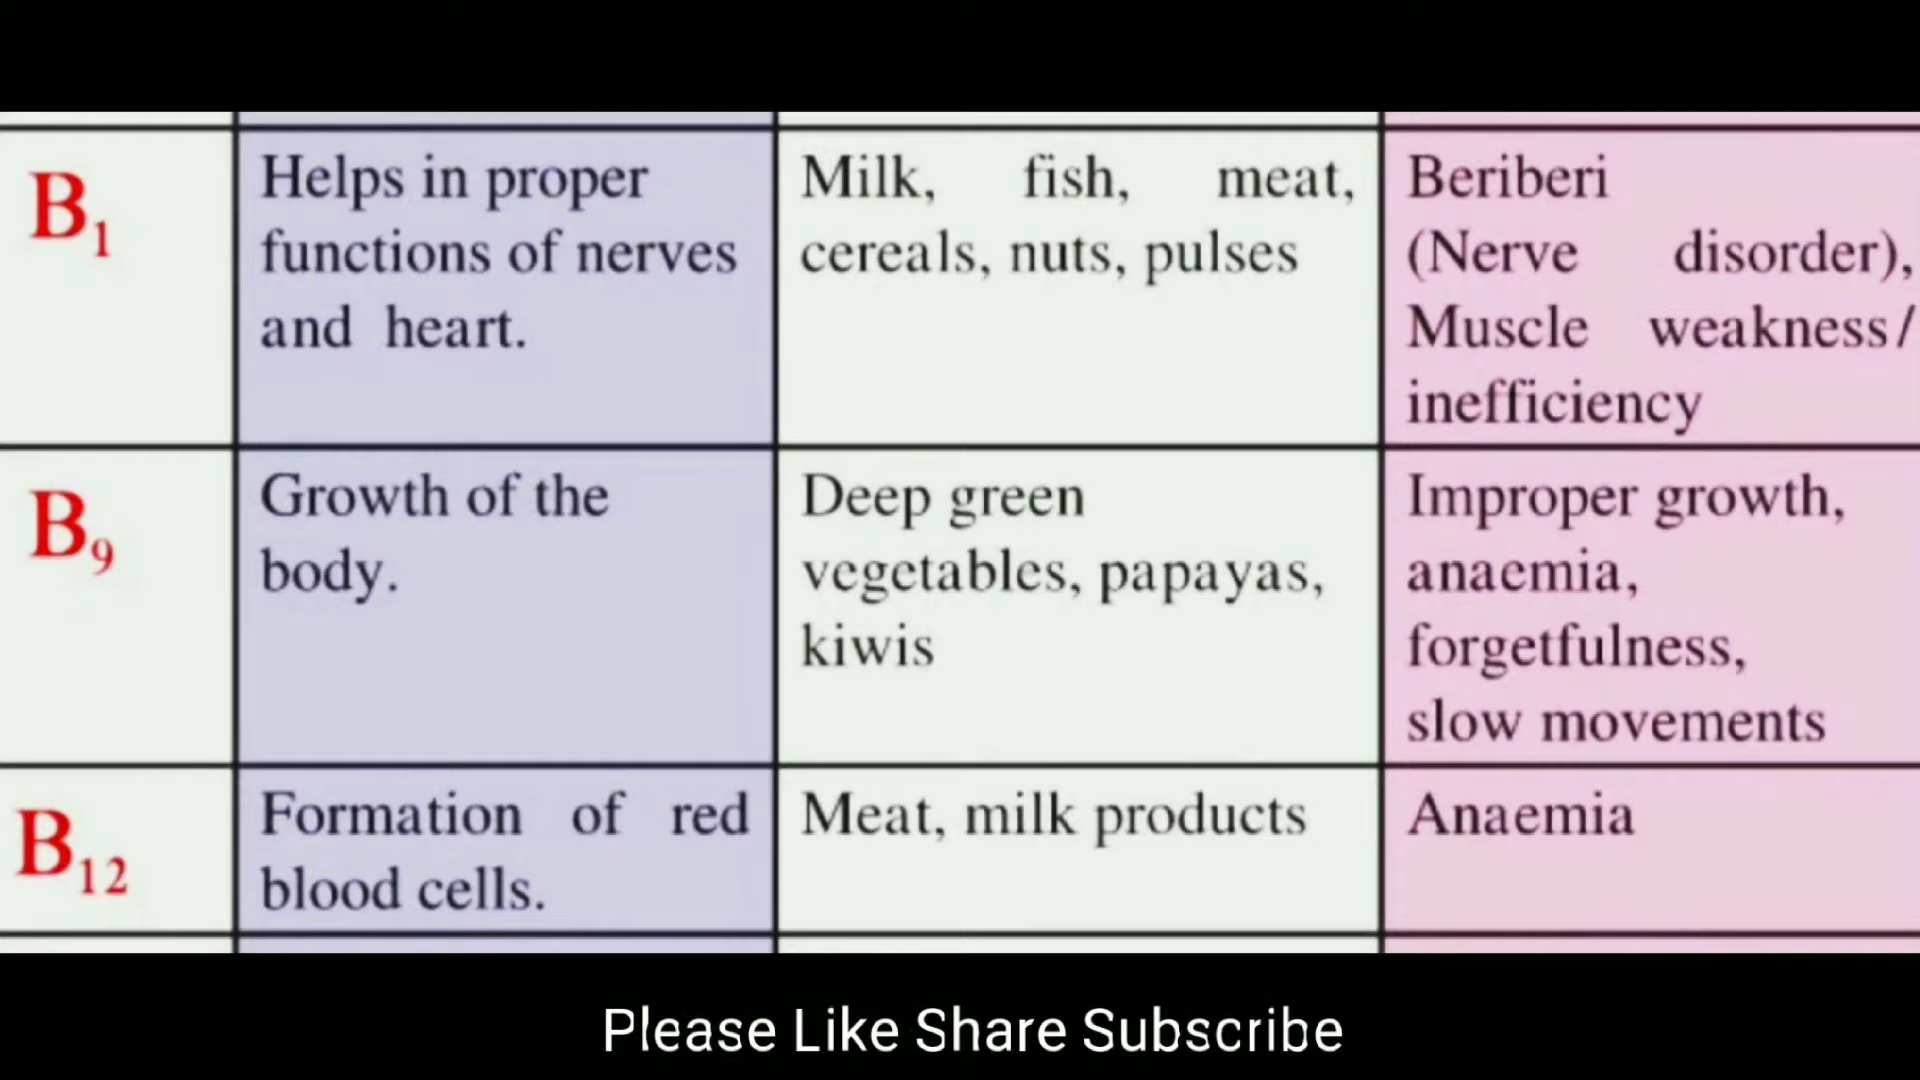 B1
Helps in proper
functions of nerves
and heart.
Milk, fish, meat,
cereals, nuts, pulses
Beriberi
(Nerve disorder),
Muscle weakness/
inefficiency
B9
Growth of the
body.
Deep green
vegetables, papayas,
kiwis
Improper growth,
anaemia,
forgetfulness,
slow movements
B12
Formation of red
blood cells.
Meat, milk products
Anaemia
Please Like Share Subscribe